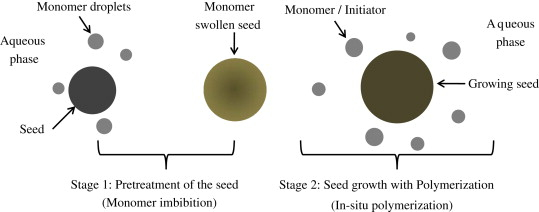 Monomer droplets
Aqueous
phase
Seed
Monomer
swollen seed
Monomer / Initiator
Aqueous
phase
Growing seed
Stage 1: Pretreatment of the seed
(Monomer imbibition)
Stage 2: Seed growth with Polymerization
(In-situ polymerization)